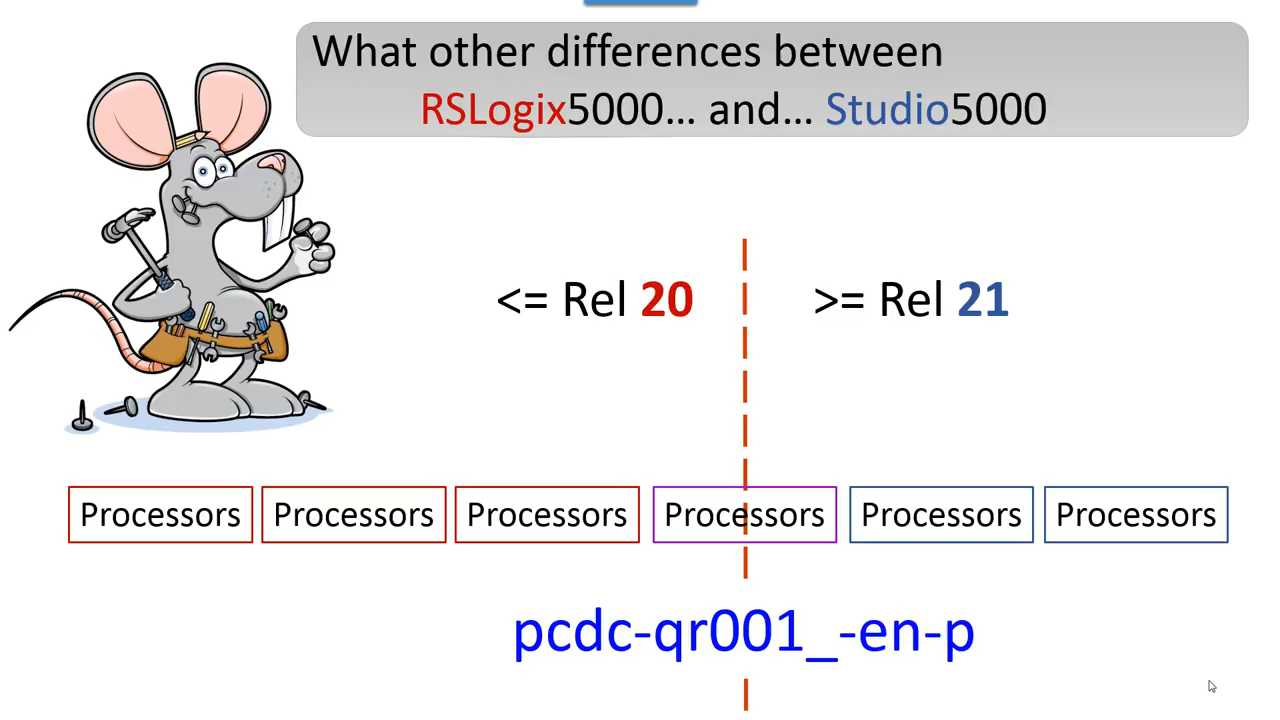 What other differences between
RSLogix5000... and... Studio5000
<= Rel 20
>= Rel 21
Processors Processors Processors Processors Processors Processors
pcdc-qr001_-en-p